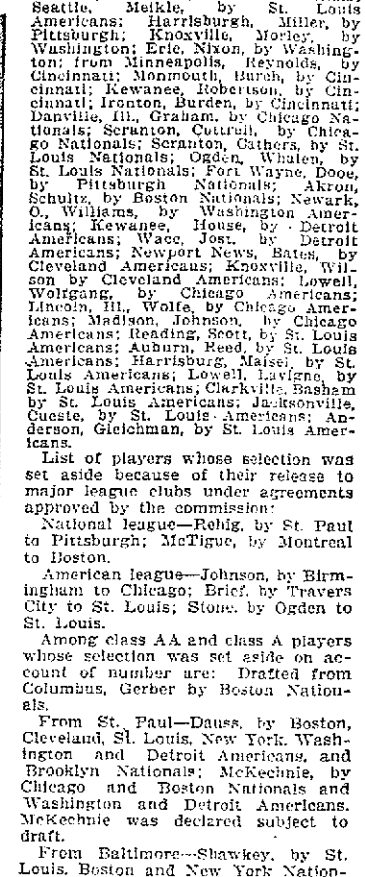 Seattle, Meikle, by St. Louis
Americans; Harrisburgh, Miller, by
Pittsburgh; Knoxville, Morley, by
Washington; Erie, Nixon, by Washing-
ton; from Minneapolis, Reynolds, by
Cincinnati; Monmouth, Burch, by Cin-
cinnati; Kewanee, Robertson, by Cin-
cinnati; Ironton, Burden, by Cincinnati;
Danville, Ill., Graham, by Chicago Na-
tionals; Scranton, Cottrull, by Chica-
go Nationals; Scranton, Cathers, by St.
Louis Nationals; Ogden, Whalen, by
St. Louis Nationals; Fort Wayne, Dooe,
by Pittsburgh Nationals; Akron,
Schultz, by Boston Nationals; Newark,
O., Williams, by Washington Amer-
icans; Kewanee, House, by Detroit
Americans; Waco, Jost, by Detroit
Americans; Newport News, Bates, by
Cleveland Americans; Knoxville, Wil-
son by Cleveland Americans; Lowell,
Wolfgang, by Chicago Americans;
Lincoln, Ill., Wolfe, by Chicago Amer-
icans; Madison, Johnson, by Chicago
Americans; Reading, Scott, by St. Louis
Americans; Auburn, Reed, by St. Louis
Americans; Harrisburg, Maisel, by St.
Louis Americans; Lowell, Lavigne, by
St. Louis Americans; Clarkville, Basham
by St. Louis Americans; Jacksonville,
Cueste, by St. Louis Americans; An-
derson, Gleichman, by St. Louis Amer-
icans.
List of players whose selection was
set aside because of their release to
major league clubs under agreements
approved by the commission:
National league—Rehig, by St. Paul
to Pittsburgh; McTigue, by Montreal
to Boston.
American league—Johnson, by Birm-
ingham to Chicago; Brief, by Travers
City to St. Louis; Stone, by Ogden to
St. Louis.
Among class AA and class A players
whose selection was set aside on ac-
count of number are: Drafted from
Columbus, Gerber by Boston Nation-
als.
From St. Paul—Dauss, by Boston,
Cleveland, St. Louis, New York, Wash-
ington and Detroit Americans, and
Brooklyn Nationals; McKechnie, by
Chicago and Boston Nationals and
Washington and Detroit Americans.
McKechnie was declared subject to
draft.
From Baltimore—Shawkey, by St.
Louis, Boston and New York Nation-